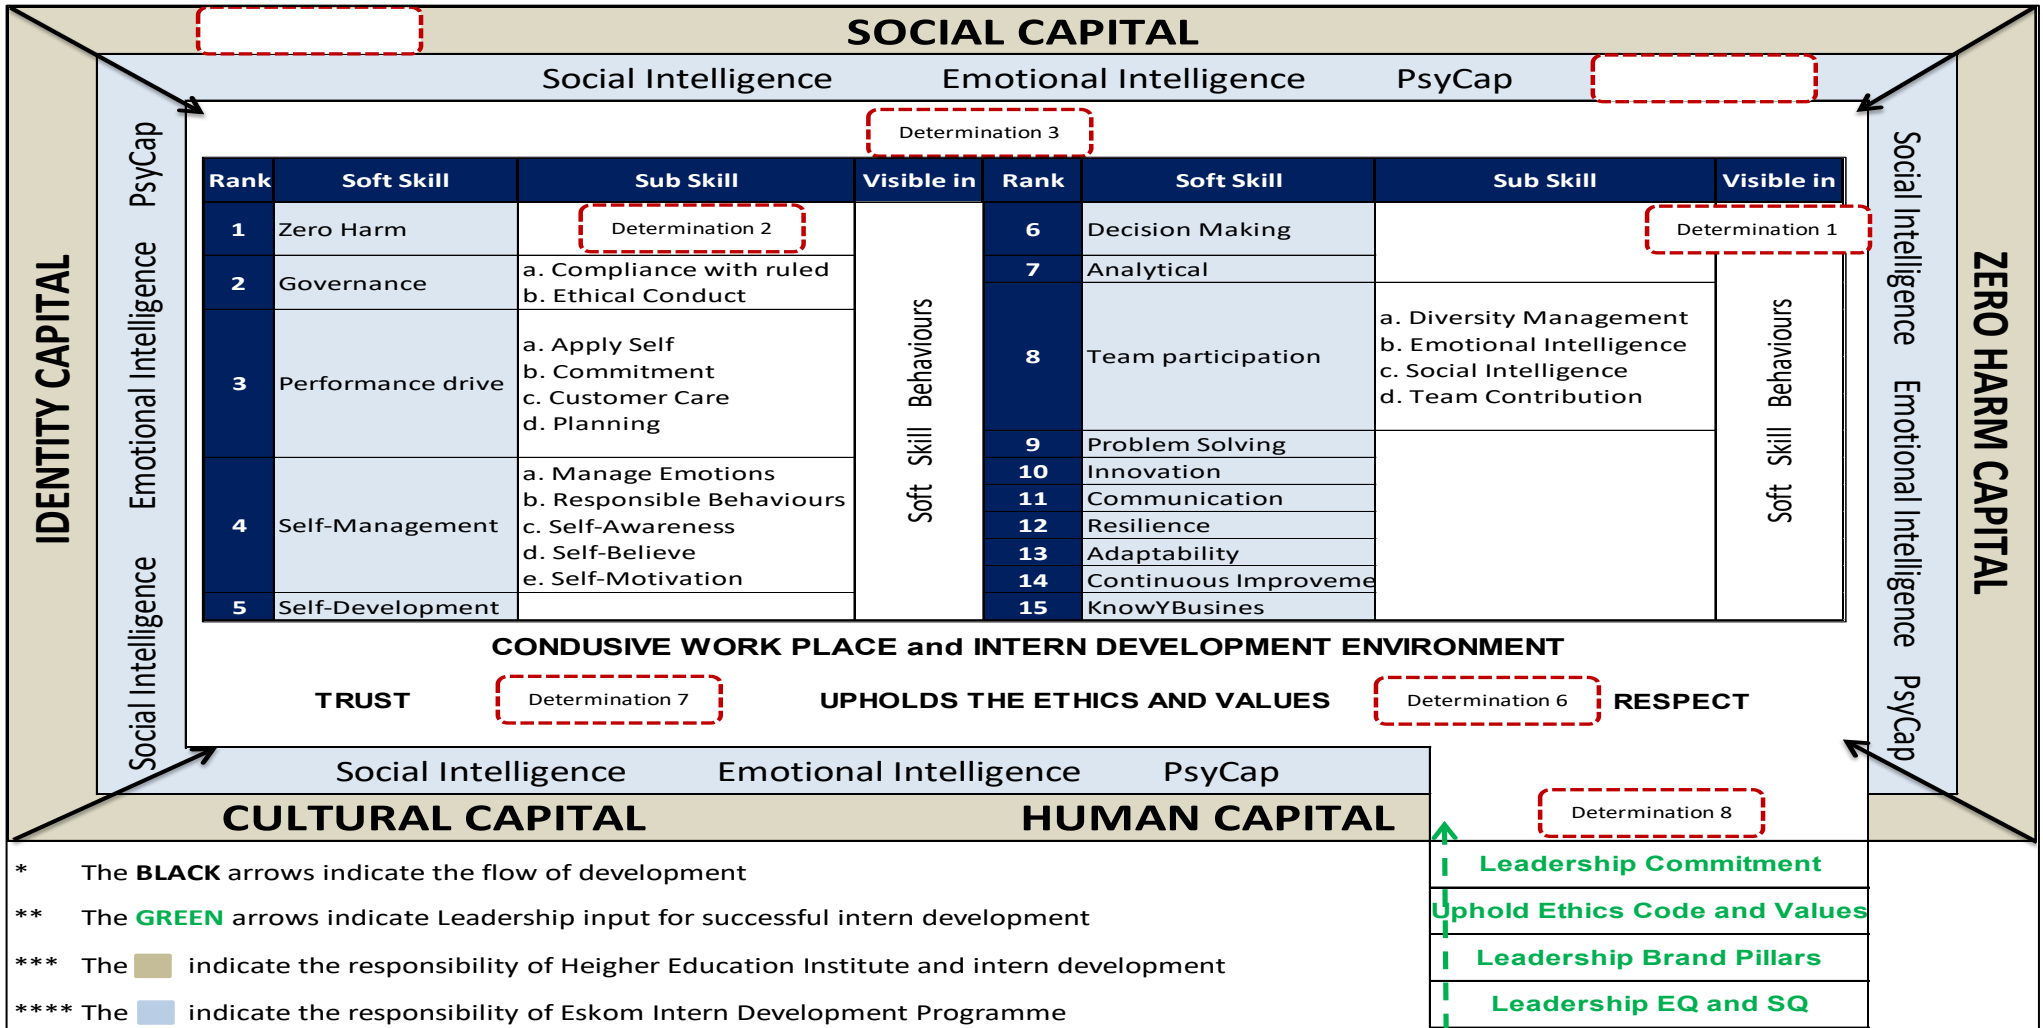 SOCIAL CAPITAL
Social Intelligence Emotional Intelligence PsyCap
IDENTITY CAPITAL
Social Intelligence Emotional Intelligence PsyCap
Determination 3
Rank Soft Skill Sub Skill Visible in Rank Soft Skill Sub Skill Visible in
1 Zero Harm Determination 2
2 Governance
a. Compliance with ruled
b. Ethical Conduct
3 Performance drive
a. Apply Self
b. Commitment
c. Customer Care
d. Planning
4 Self-Management
a. Manage Emotions
b. Responsible Behaviours
c. Self-Awareness
d. Self-Believe
e. Self-Motivation
5 Self-Development
Soft Skill Behaviours
6 Decision Making Determination 1
7 Analytical
8 Team participation
a. Diversity Management
b. Emotional Intelligence
c. Social Intelligence
d. Team Contribution
9 Problem Solving
10 Innovation
11 Communication
12 Resilience
13 Adaptability
14 Continuous Improveme
15 KnowYBusines
Soft Skill Behaviours
Social Intelligence Emotional Intelligence PsyCap
ZERO HARM CAPITAL
CONDUSIVE WORK PLACE and INTERN DEVELOPMENT ENVIRONMENT
TRUST Determination 7 UPHOLDS THE ETHICS AND VALUES Determination 6 RESPECT
Social Intelligence Emotional Intelligence PsyCap
CULTURAL CAPITAL HUMAN CAPITAL
Determination 8
Leadership Commitment
Uphold Ethics Code and Values
Leadership Brand Pillars
Leadership EQ and SQ
* The BLACK arrows indicate the flow of development
** The GREEN arrows indicate Leadership input for successful intern development
*** The indicate the responsibility of Heigher Education Institute and intern development
**** The indicate the responsibility of Eskom Intern Development Programme